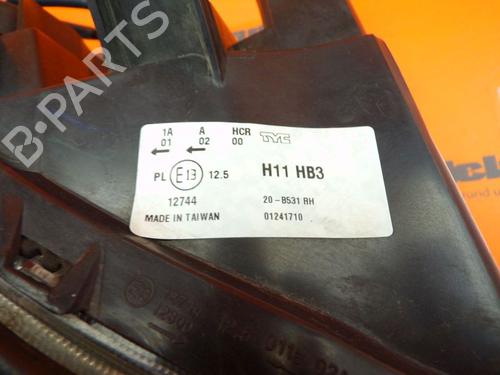 1A A HCR TYC
01 02 00
PL E13 12.5 H11 HB3
12744 20-B531 RH
MADE IN TAIWAN 01241710